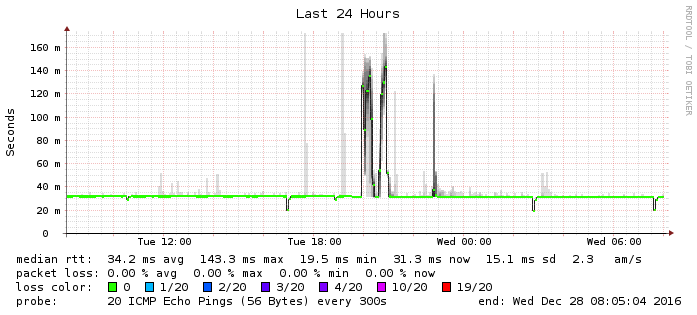 Last 24 Hours
RRDTOOL / TOBI OETIKER
Seconds
160 m
140 m
120 m
100 m
80 m
60 m
40 m
20 m
0
Tue 12:00 Tue 18:00 Wed 00:00 Wed 06:00
median rtt: 34.2 ms avg 143.3 ms max 19.5 ms min 31.3 ms now 15.1 ms sd 2.3 am/s
packet loss: 0.00 % avg 0.00 % max 0.00 % min 0.00 % now
loss color: 0 1/20 2/20 3/20 4/20 10/20 19/20
probe: 20 ICMP Echo Pings (56 Bytes) every 300s end: Wed Dec 28 08:05:04 2016